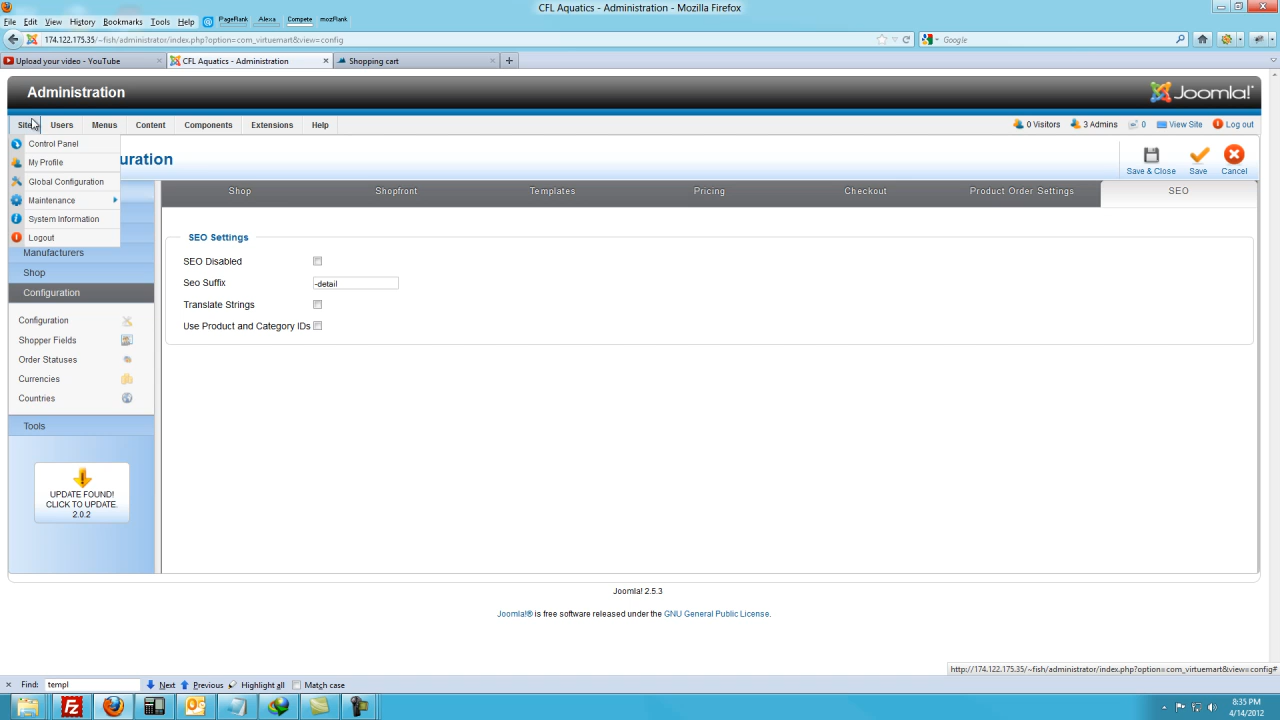 CFL Aquatics - Administration - Mozilla Firefox
File Edit View History Bookmarks Tools Help PageRank Alexa Compete mozRank
174.122.175.35/~fish/administrator/index.php?option=com_virtuemart&view=config
Google
Upload your video - YouTube
CFL Aquatics - Administration
Shopping cart
Administration
Joomla!
Site Users Menus Content Components Extensions Help
0 Visitors 3 Admins 0 View Site Log out
Control Panel
My Profile
Global Configuration
Maintenance
System Information
Logout
uration
Save & Close Save Cancel
Shop Shopfront Templates Pricing Checkout Product Order Settings SEO
Manufacturers
Shop
Configuration
Configuration
Shopper Fields
Order Statuses
Currencies
Countries
Tools
UPDATE FOUND!
CLICK TO UPDATE.
2.0.2
SEO Settings
SEO Disabled
Seo Suffix -detail
Translate Strings
Use Product and Category IDs
Joomla! 2.5.3
Joomla!® is free software released under the GNU General Public License.
http://174.122.175.35/~fish/administrator/index.php?option=com_virtuemart&view=config#
Find: templ Next Previous Highlight all Match case
8:35 PM
4/14/2012